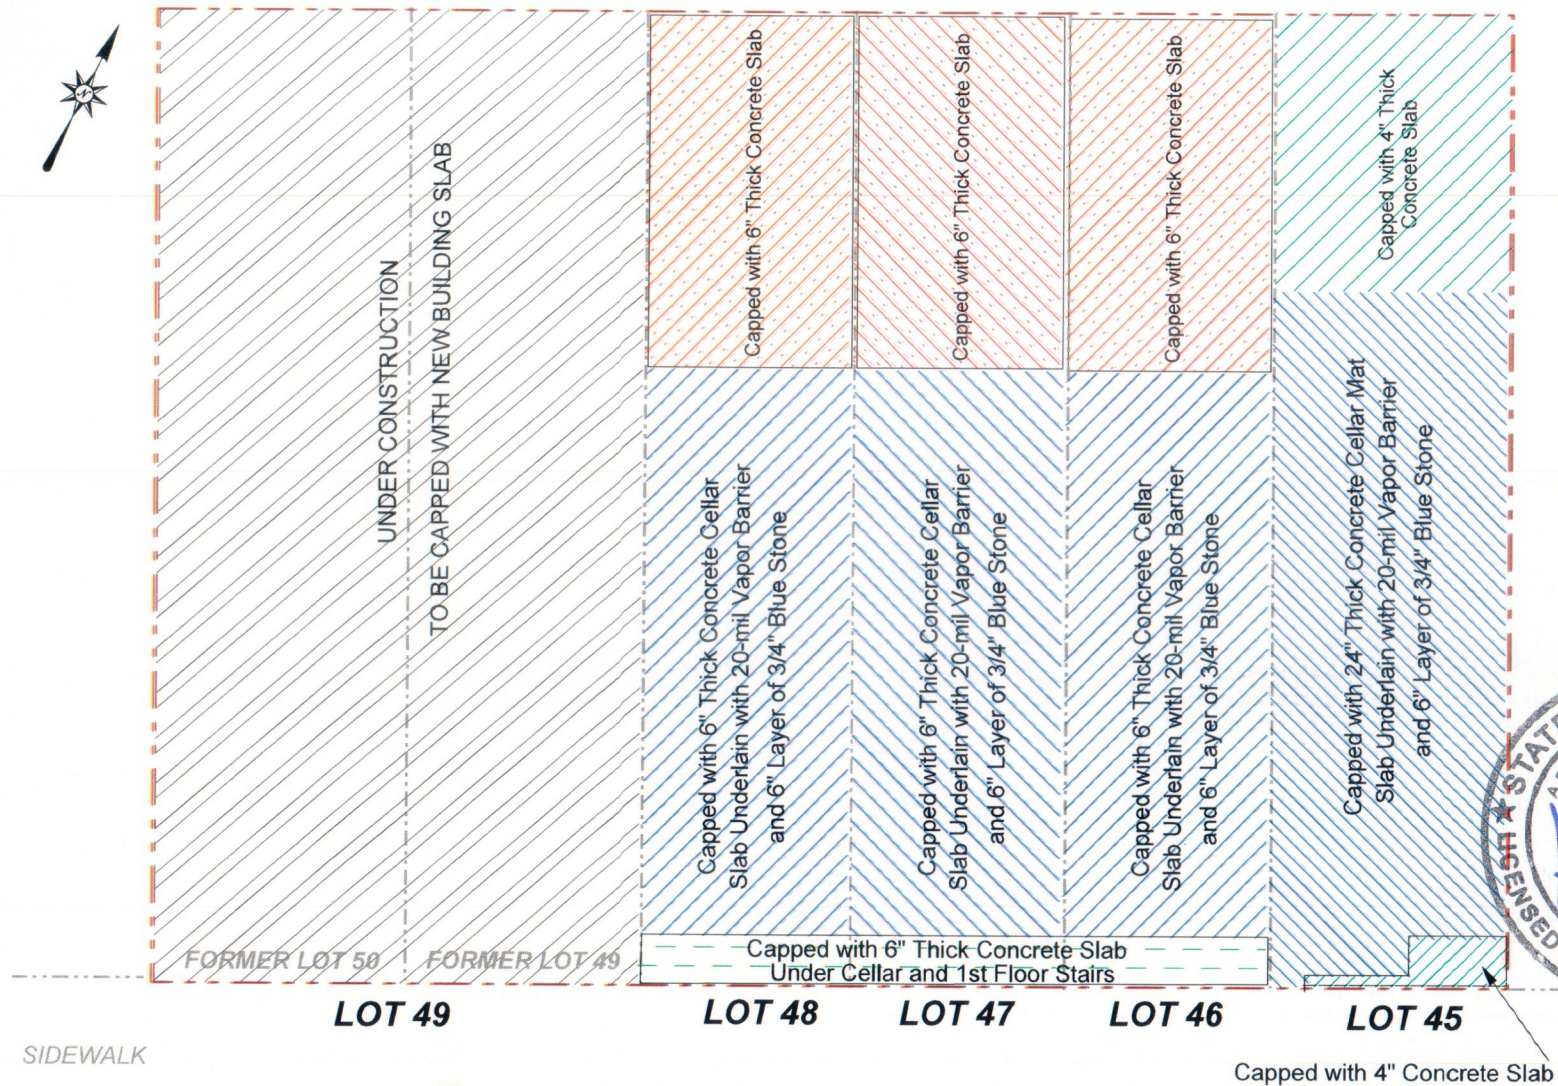 N
UNDER CONSTRUCTION
TO BE CAPPED WITH NEW BUILDING SLAB
FORMER LOT 50
FORMER LOT 49
LOT 49
Capped with 6" Thick Concrete Slab
Capped with 6" Thick Concrete Cellar
Slab Underlain with 20-mil Vapor Barrier
and 6" Layer of 3/4" Blue Stone
LOT 48
Capped with 6" Thick Concrete Slab
Capped with 6" Thick Concrete Cellar
Slab Underlain with 20-mil Vapor Barrier
and 6" Layer of 3/4" Blue Stone
LOT 47
Capped with 6" Thick Concrete Slab
Capped with 6" Thick Concrete Cellar
Slab Underlain with 20-mil Vapor Barrier
and 6" Layer of 3/4" Blue Stone
LOT 46
Capped with 6" Thick Concrete Slab
Under Cellar and 1st Floor Stairs
Capped with 4" Thick
Concrete Slab
Capped with 24" Thick Concrete Cellar Mat
Slab Underlain with 20-mil Vapor Barrier
and 6" Layer of 3/4" Blue Stone
LOT 45
Capped with 4" Concrete Slab
SIDEWALK
STATE